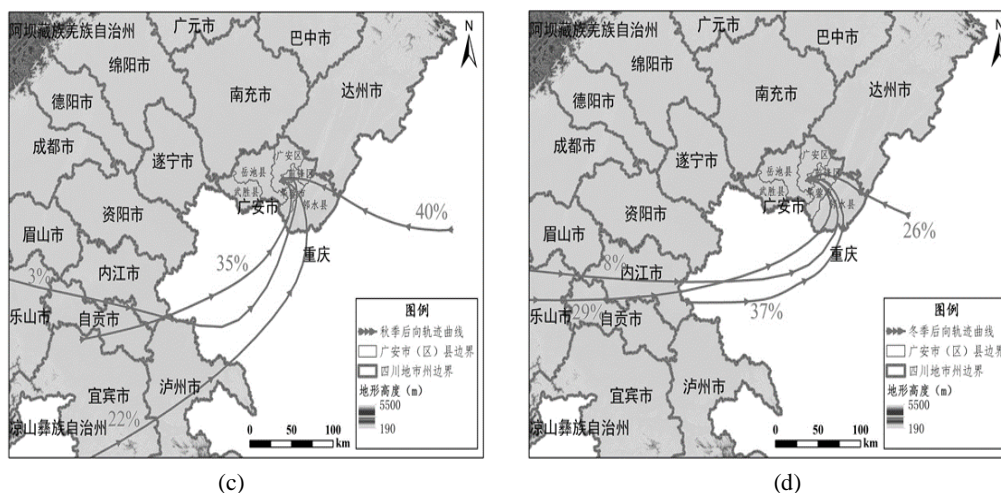 阿坝藏族羌族自治州
广元市
巴中市
N
绵阳市
德阳市
南充市
达州市
成都市
遂宁市
广安区
岳池县
前锋区
武胜县
华蓥市
邻水县
广安市
资阳市
40%
眉山市
35%
重庆
内江市
3%
乐山市
自贡市
图例
秋季后向轨迹曲线
广安市（区）县边界
四川地市州边界
地形高度（m）
5500
190
宜宾市
泸州市
22%
凉山彝族自治州
0 50 100
km
(c)
阿坝藏族羌族自治州
广元市
巴中市
N
绵阳市
德阳市
南充市
达州市
成都市
遂宁市
广安区
岳池县
前锋区
武胜县
华蓥市
邻水县
广安市
资阳市
26%
眉山市
重庆
8%
内江市
29%
37%
乐山市
自贡市
图例
冬季后向轨迹曲线
广安市（区）县边界
四川地市州边界
地形高度（m）
5500
190
宜宾市
泸州市
凉山彝族自治州
0 50 100
km
(d)